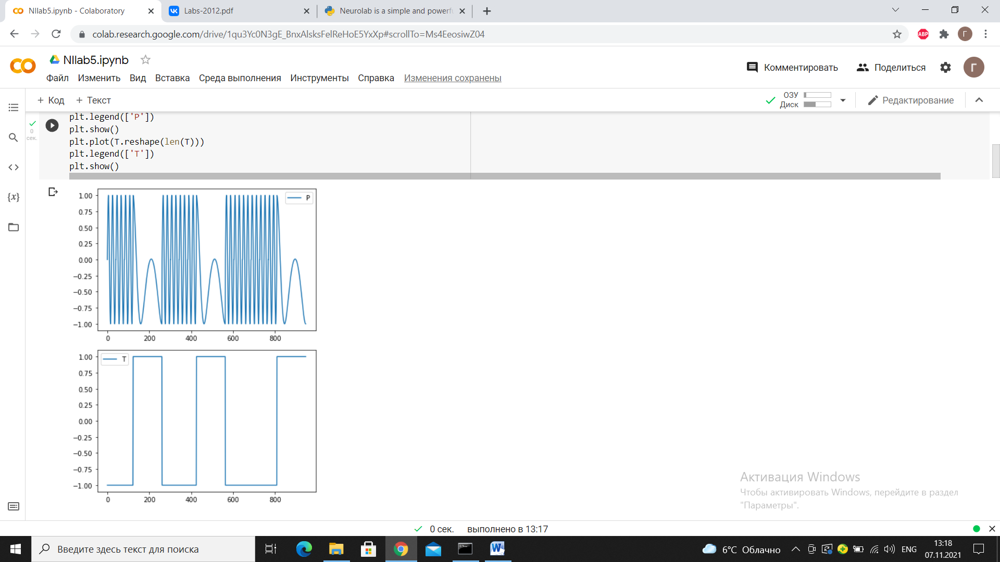 NIlab5.ipynb - Colaboratory
Labs-2012.pdf
Neurolab is a simple and powerfu
colab.research.google.com/drive/1qu3Yc0N3gE_BnxAlsksFelReHoE5YxXp#scrollTo=Ms4EeosiwZ04
ABP
Г
NIlab5.ipynb
Комментировать
Поделиться
Г
Файл Изменить Вид Вставка Среда выполнения Инструменты Справка Изменения сохранены
+ Код + Текст
ОЗУ
Диск
Редактирование
0
сек.
plt.legend(['P'])
plt.show()
plt.plot(T.reshape(len(T)))
plt.legend(['T'])
plt.show()
P
1.00
0.75
0.50
0.25
0.00
−0.25
−0.50
−0.75
−1.00
0 200 400 600 800
T
1.00
0.75
0.50
0.25
0.00
−0.25
−0.50
−0.75
−1.00
0 200 400 600 800
Активация Windows
Чтобы активировать Windows, перейдите в раздел
"Параметры".
0 сек. выполнено в 13:17
Введите здесь текст для поиска
6°C Облачно
ENG
13:18
07.11.2021